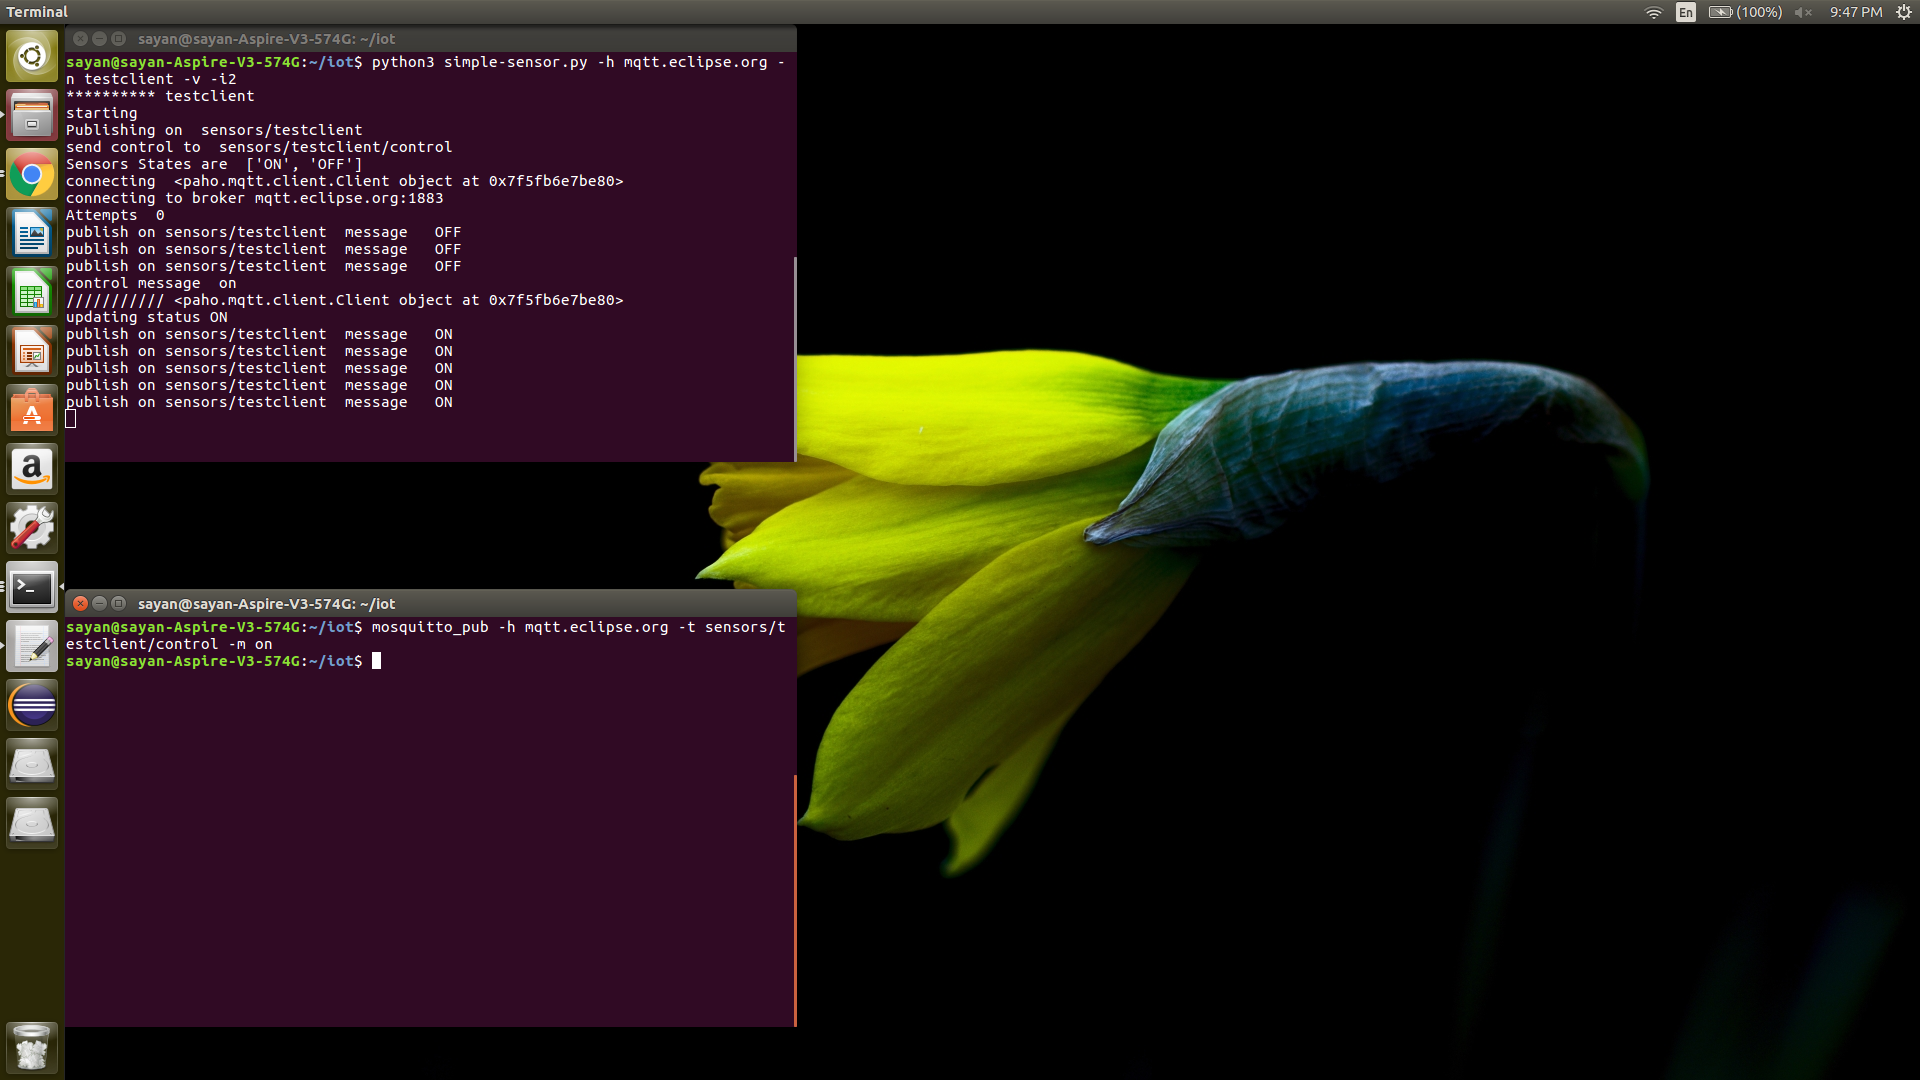 Terminal
En
(100%)
9:47 PM
sayan@sayan-Aspire-V3-574G: ~/iot
sayan@sayan-Aspire-V3-574G:~/iot$ python3 simple-sensor.py -h mqtt.eclipse.org -
n testclient -v -i2
********** testclient
starting
Publishing on  sensors/testclient
send control to  sensors/testclient/control
Sensors States are  ['ON', 'OFF']
connecting  <paho.mqtt.client.Client object at 0x7f5fb6e7be80>
connecting to broker mqtt.eclipse.org:1883
Attempts  0
publish on sensors/testclient  message   OFF
publish on sensors/testclient  message   OFF
publish on sensors/testclient  message   OFF
control message  on
/////////// <paho.mqtt.client.Client object at 0x7f5fb6e7be80>
updating status ON
publish on sensors/testclient  message   ON
publish on sensors/testclient  message   ON
publish on sensors/testclient  message   ON
publish on sensors/testclient  message   ON
publish on sensors/testclient  message   ON
sayan@sayan-Aspire-V3-574G: ~/iot
sayan@sayan-Aspire-V3-574G:~/iot$ mosquitto_pub -h mqtt.eclipse.org -t sensors/t
estclient/control -m on
sayan@sayan-Aspire-V3-574G:~/iot$